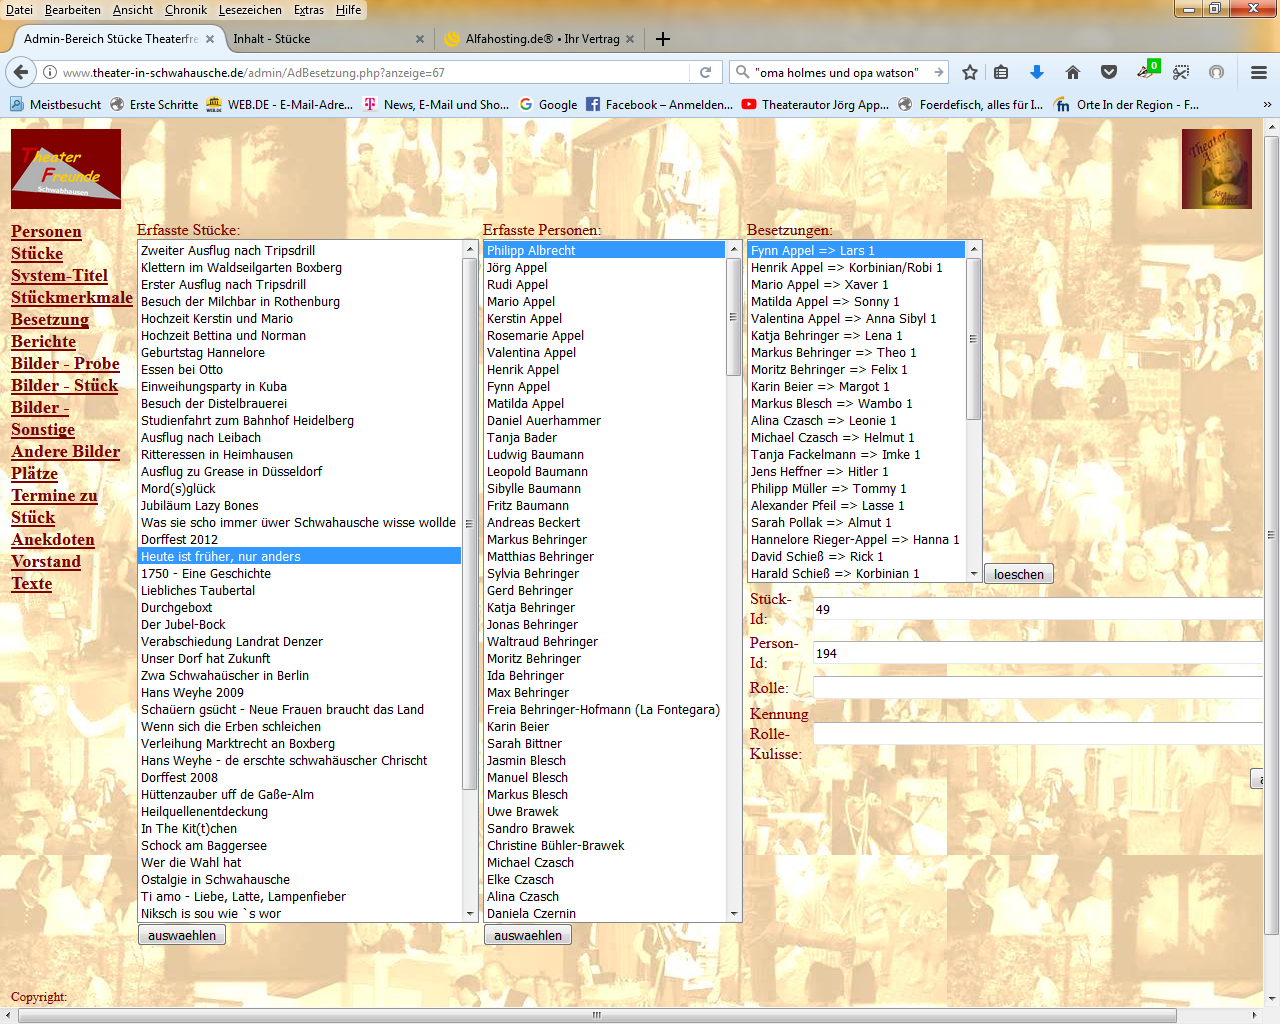 Datei Bearbeiten Ansicht Chronik Lesezeichen Extras Hilfe
Admin-Bereich Stücke Theaterfre
Inhalt - Stücke
Alfahosting.de® • Ihr Vertrag
www.theater-in-schwahausche.de/admin/AdBesetzung.php?anzeige=67
"oma holmes und opa watson"
0
Meistbesucht
Erste Schritte
WEB.DE - E-Mail-Adre...
News, E-Mail und Sho...
Google
Facebook – Anmelden...
Theaterautor Jörg App...
Foerdefisch, alles für I...
Orte In der Region - F...
Theater
Freunde
Schwabhausen
Personen
Stücke
System-Titel
Stückmerkmale
Besetzung
Berichte
Bilder - Probe
Bilder - Stück
Bilder -
Sonstige
Andere Bilder
Plätze
Termine zu
Stück
Anekdoten
Vorstand
Texte
Erfasste Stücke:
Zweiter Ausflug nach Tripsdrill
Klettern im Waldseilgarten Boxberg
Erster Ausflug nach Tripsdrill
Besuch der Milchbar in Rothenburg
Hochzeit Kerstin und Mario
Hochzeit Bettina und Norman
Geburtstag Hannelore
Essen bei Otto
Einweihungsparty in Kuba
Besuch der Distelbrauerei
Studienfahrt zum Bahnhof Heidelberg
Ausflug nach Leibach
Ritteressen in Heimhausen
Ausflug zu Grease in Düsseldorf
Mord(s)glück
Jubiläum Lazy Bones
Was sie scho immer üwer Schwahausche wisse wollde
Dorffest 2012
Heute ist früher, nur anders
1750 - Eine Geschichte
Liebliches Taubertal
Durchgeboxt
Der Jubel-Bock
Verabschiedung Landrat Denzer
Unser Dorf hat Zukunft
Zwa Schwahäuscher in Berlin
Hans Weyhe 2009
Schaüern gsücht - Neue Frauen braucht das Land
Wenn sich die Erben schleichen
Verleihung Marktrecht an Boxberg
Hans Weyhe - de erschte schwahäuscher Chrischt
Dorffest 2008
Hüttenzauber uff de Gaße-Alm
Heilquellenentdeckung
In The Kit(t)chen
Schock am Baggersee
Wer die Wahl hat
Ostalgie in Schwahausche
Ti amo - Liebe, Latte, Lampenfieber
Niksch is sou wie `s wor
auswaehlen
Erfasste Personen:
Philipp Albrecht
Jörg Appel
Rudi Appel
Mario Appel
Kerstin Appel
Rosemarie Appel
Valentina Appel
Henrik Appel
Fynn Appel
Matilda Appel
Daniel Auerhammer
Tanja Bader
Ludwig Baumann
Leopold Baumann
Sibylle Baumann
Fritz Baumann
Andreas Beckert
Markus Behringer
Matthias Behringer
Sylvia Behringer
Gerd Behringer
Katja Behringer
Jonas Behringer
Waltraud Behringer
Moritz Behringer
Ida Behringer
Max Behringer
Freia Behringer-Hofmann (La Fontegara)
Karin Beier
Sarah Bittner
Jasmin Blesch
Manuel Blesch
Markus Blesch
Uwe Brawek
Sandro Brawek
Christine Bühler-Brawek
Michael Czasch
Elke Czasch
Alina Czasch
Daniela Czernin
auswaehlen
Besetzungen:
Fynn Appel => Lars 1
Henrik Appel => Korbinian/Robi 1
Mario Appel => Xaver 1
Matilda Appel => Sonny 1
Valentina Appel => Anna Sibyl 1
Katja Behringer => Lena 1
Markus Behringer => Theo 1
Moritz Behringer => Felix 1
Karin Beier => Margot 1
Markus Blesch => Wambo 1
Alina Czasch => Leonie 1
Michael Czasch => Helmut 1
Tanja Fackelmann => Imke 1
Jens Heffner => Hitler 1
Philipp Müller => Tommy 1
Alexander Pfeil => Lasse 1
Sarah Pollak => Almut 1
Hannelore Rieger-Appel => Hanna 1
David Schieß => Rick 1
Harald Schieß => Korbinian 1
loeschen
Stück-
Id: 49
Person-
Id: 194
Rolle:
Kennung
Rolle-
Kulisse:
Copyright: